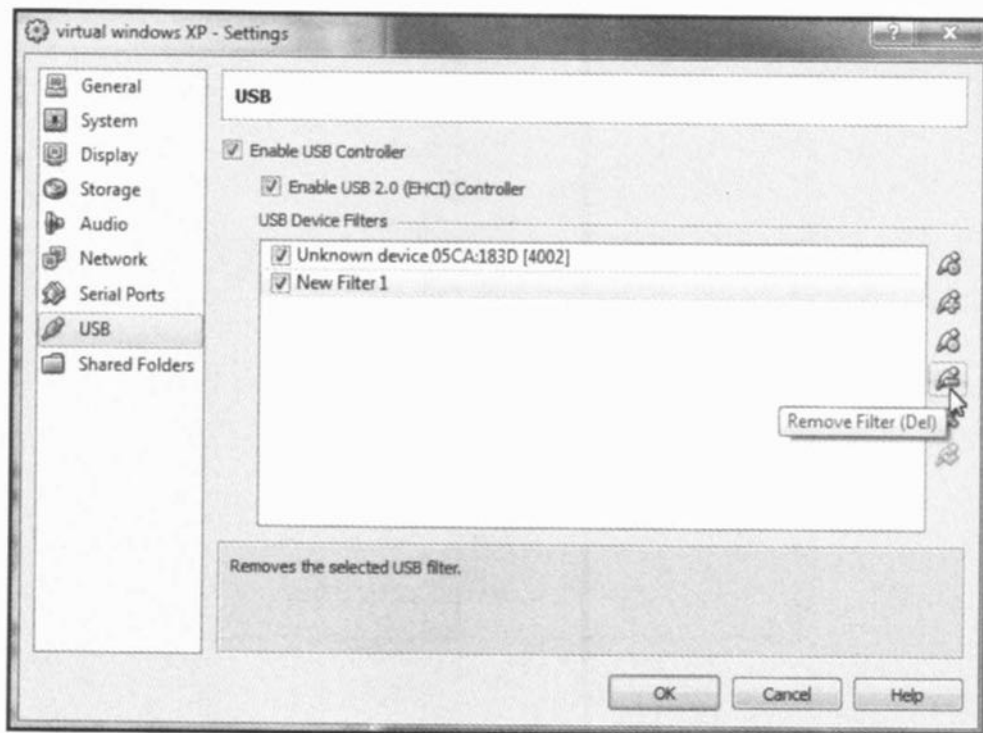 virtual windows XP - Settings
?
X
General
System
Display
Storage
Audio
Network
Serial Ports
USB
Shared Folders
USB
Enable USB Controller
Enable USB 2.0 (EHCI) Controller
USB Device Filters
Unknown device 05CA:183D [4002]
New Filter 1
Remove Filter (Del)
Removes the selected USB filter.
OK
Cancel
Help